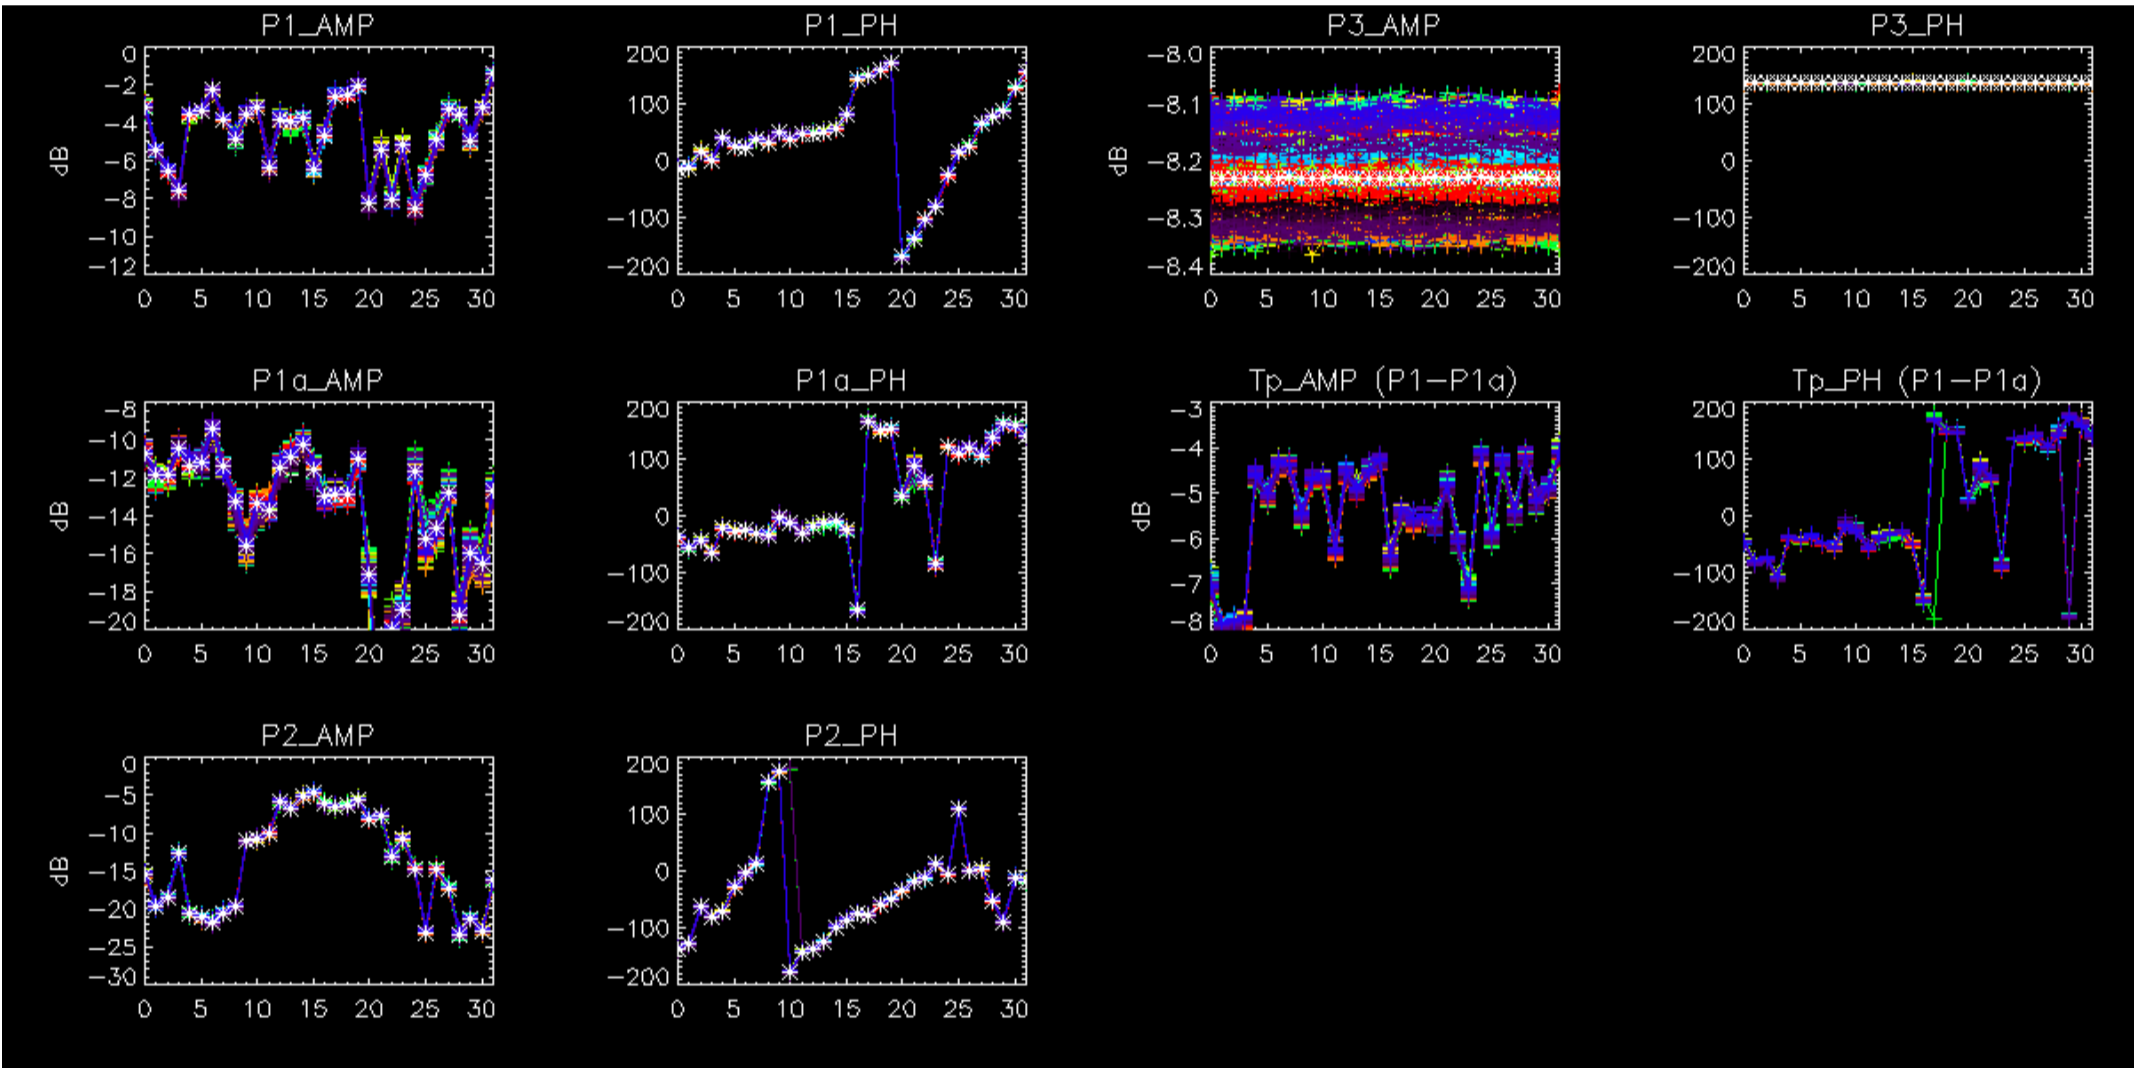 P1_AMP P1_PH P3_AMP P3_PH
0 200 -8.0 200
-2 100 -8.1 100
-4 0 -8.2 0
-6 -100 -8.3 -100
-8 -200 -8.4 -200
-10
-12
dB dB
0 5 10 15 20 25 30 0 5 10 15 20 25 30 0 5 10 15 20 25 30 0 5 10 15 20 25 30
P1a_AMP P1a_PH Tp_AMP (P1-P1a) Tp_PH (P1-P1a)
-8 200 -3 200
-10 100 -4 100
-12 0 -5 0
-14 -100 -6 -100
-16 -200 -7 -200
-18 -8
-20
dB dB
0 5 10 15 20 25 30 0 5 10 15 20 25 30 0 5 10 15 20 25 30 0 5 10 15 20 25 30
P2_AMP P2_PH
0 200
-5 100
-10 0
-15 -100
-20 -200
-25
-30
dB
0 5 10 15 20 25 30 0 5 10 15 20 25 30